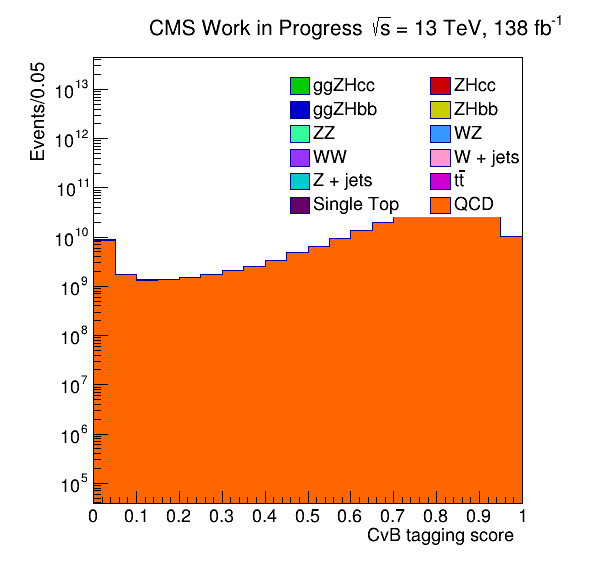 CMS Work in Progress √s = 13 TeV, 138 fb⁻¹
Events/0.05
10¹³
10¹²
10¹¹
10¹⁰
10⁹
10⁸
10⁷
10⁶
10⁵
ggZHcc ZHcc
ggZHbb ZHbb
ZZ WZ
WW W + jets
Z + jets tt̄
Single Top QCD
0 0.1 0.2 0.3 0.4 0.5 0.6 0.7 0.8 0.9 1
CvB tagging score